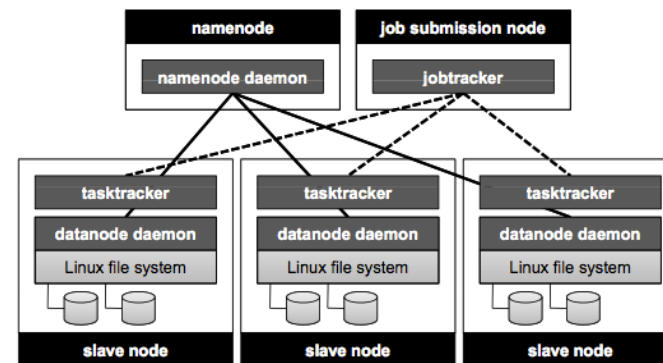 namenode
job submission node
namenode daemon
jobtracker
tasktracker
tasktracker
tasktracker
datanode daemon
datanode daemon
datanode daemon
Linux file system
Linux file system
Linux file system
slave node
slave node
slave node